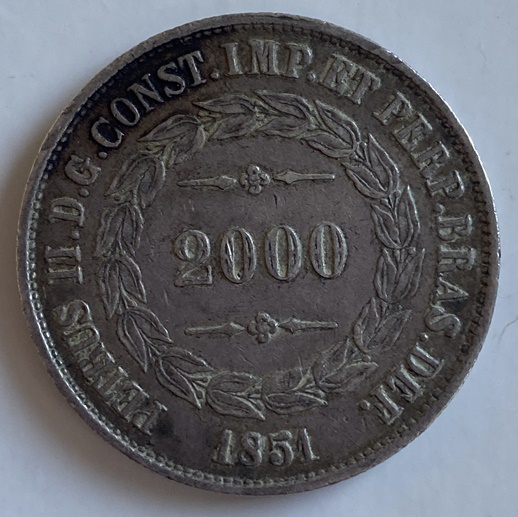 PETRUS II. D. G. CONST. IMP. ET PERP. BRAS. DEF.
2000
1851